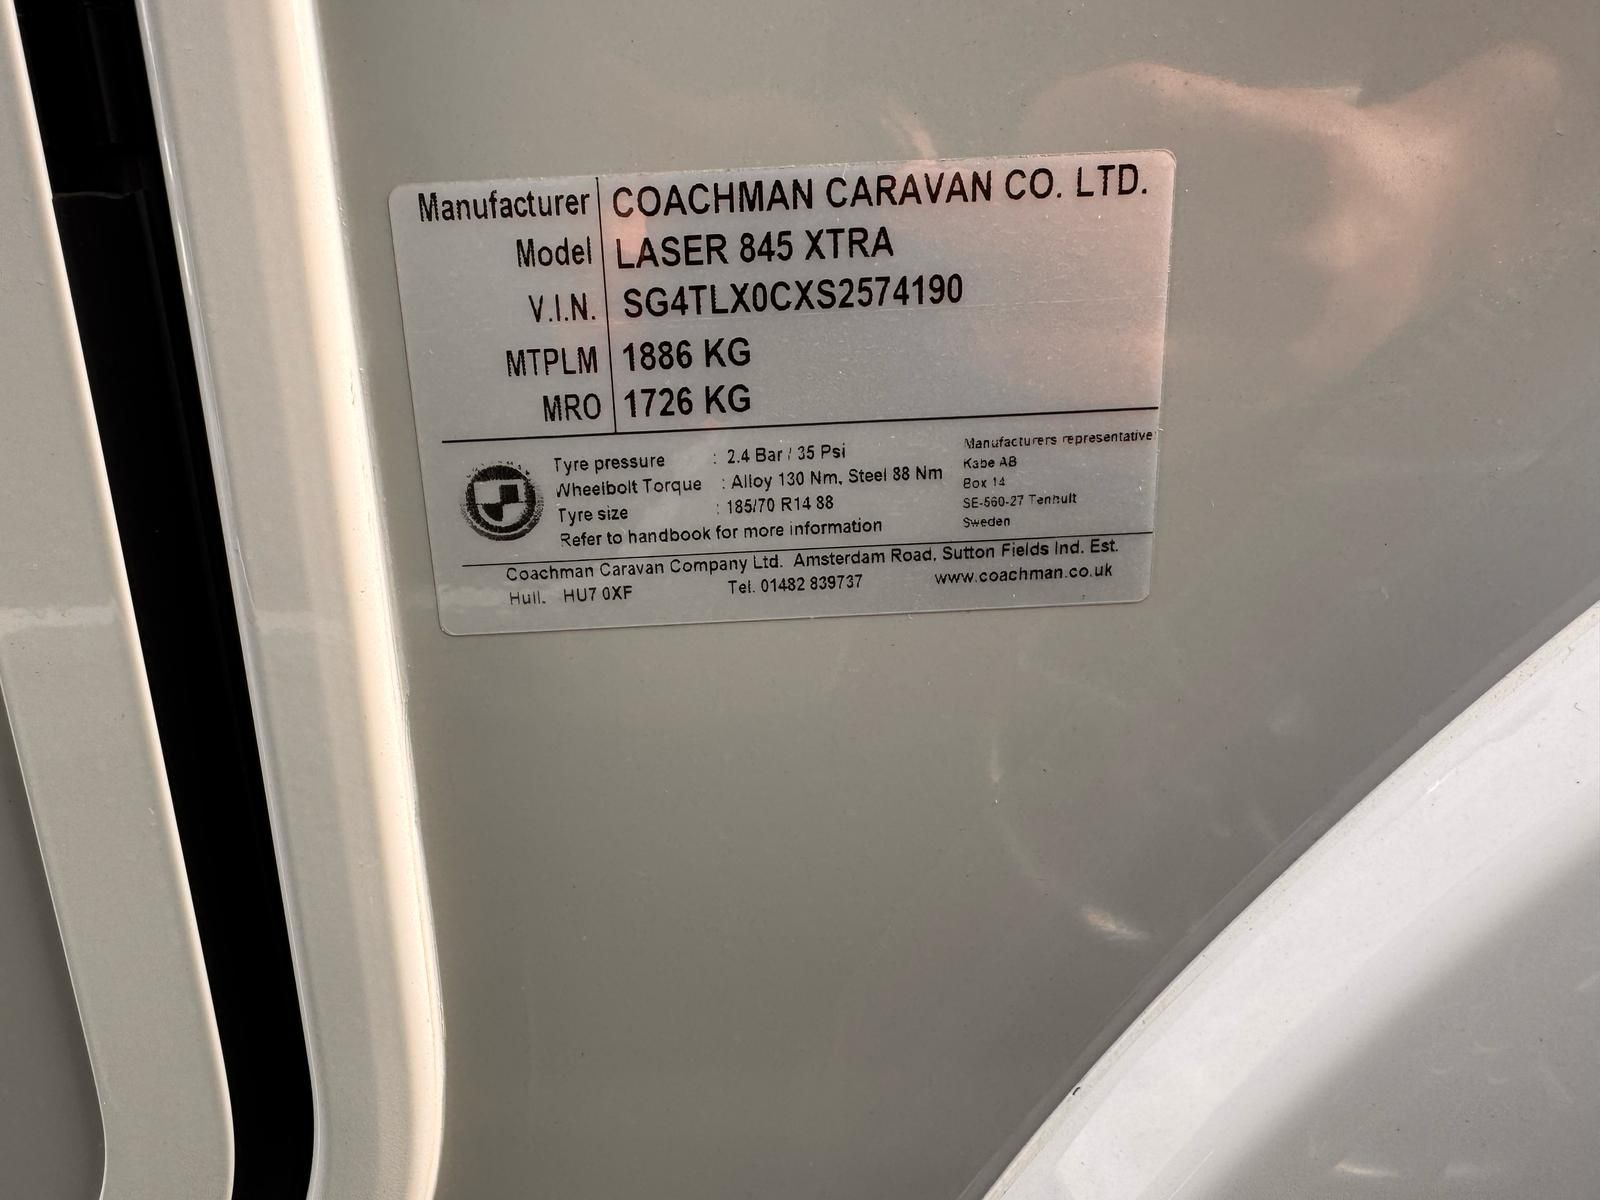 Manufacturer COACHMAN CARAVAN CO. LTD.
Model LASER 845 XTRA
V.I.N. SG4TLX0CXS2574190
MTPLM 1886 KG
MRO 1726 KG
Tyre pressure : 2.4 Bar / 35 Psi
Wheelbolt Torque : Alloy 130 Nm, Steel 88 Nm
Tyre size : 185/70 R14 88
Refer to handbook for more information
Manufacturers representative
Kabe AB
Box 14
SE-560-27 Tenhult
Sweden
Coachman Caravan Company Ltd. Amsterdam Road, Sutton Fields Ind. Est.
Hull. HU7 0XF Tel. 01482 839737 www.coachman.co.uk